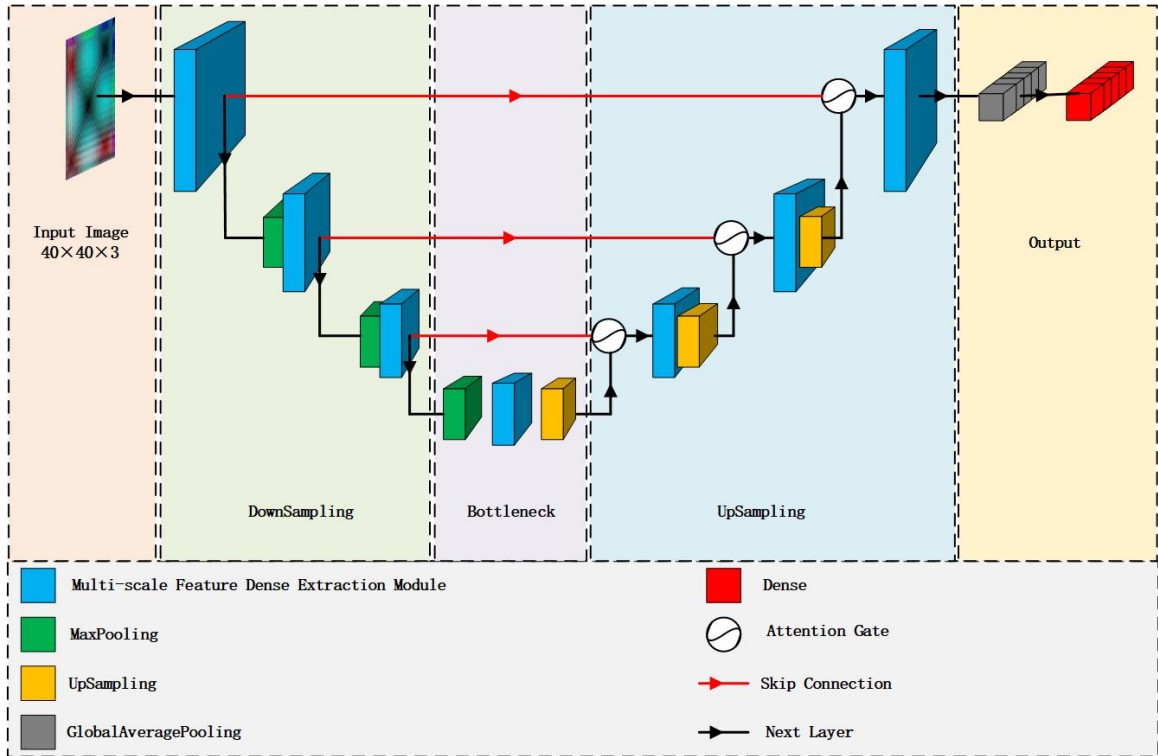 Input Image
40×40×3
DownSampling
Bottleneck
UpSampling
Output
Multi-scale Feature Dense Extraction Module
MaxPooling
UpSampling
GlobalAveragePooling
Dense
Attention Gate
Skip Connection
Next Layer